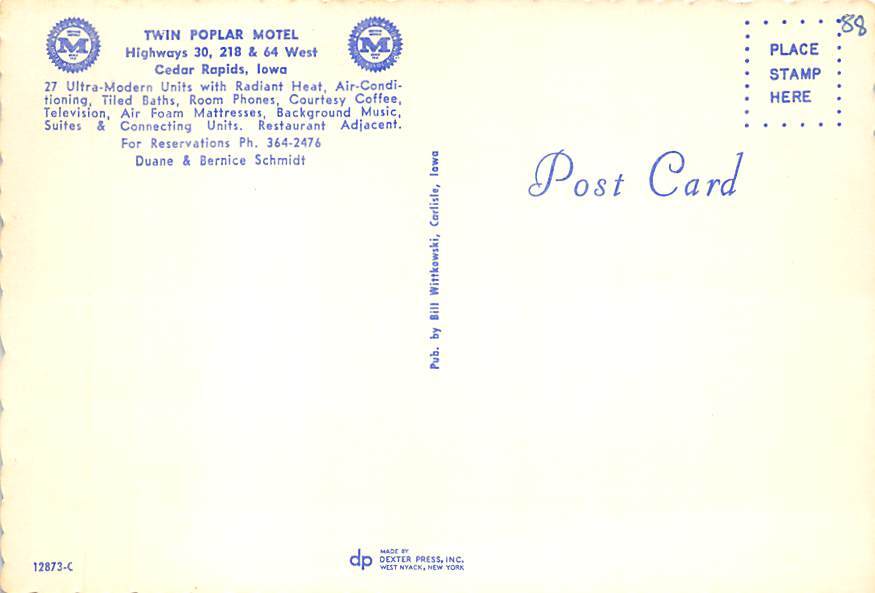 TWIN POPLAR MOTEL
Highways 30, 218 & 64 West
Cedar Rapids, Iowa
27 Ultra-Modern Units with Radiant Heat, Air-Condi-
tioning, Tiled Baths, Room Phones, Courtesy Coffee,
Television, Air Foam Mattresses, Background Music,
Suites & Connecting Units. Restaurant Adjacent.
For Reservations Ph. 364-2476
Duane & Bernice Schmidt
M
M
Pub. by Bill Wittkowski, Carlisle, Iowa
88
PLACE
STAMP
HERE
Post Card
12873-C
dp
MADE BY
DEXTER PRESS, INC.
WEST NYACK, NEW YORK